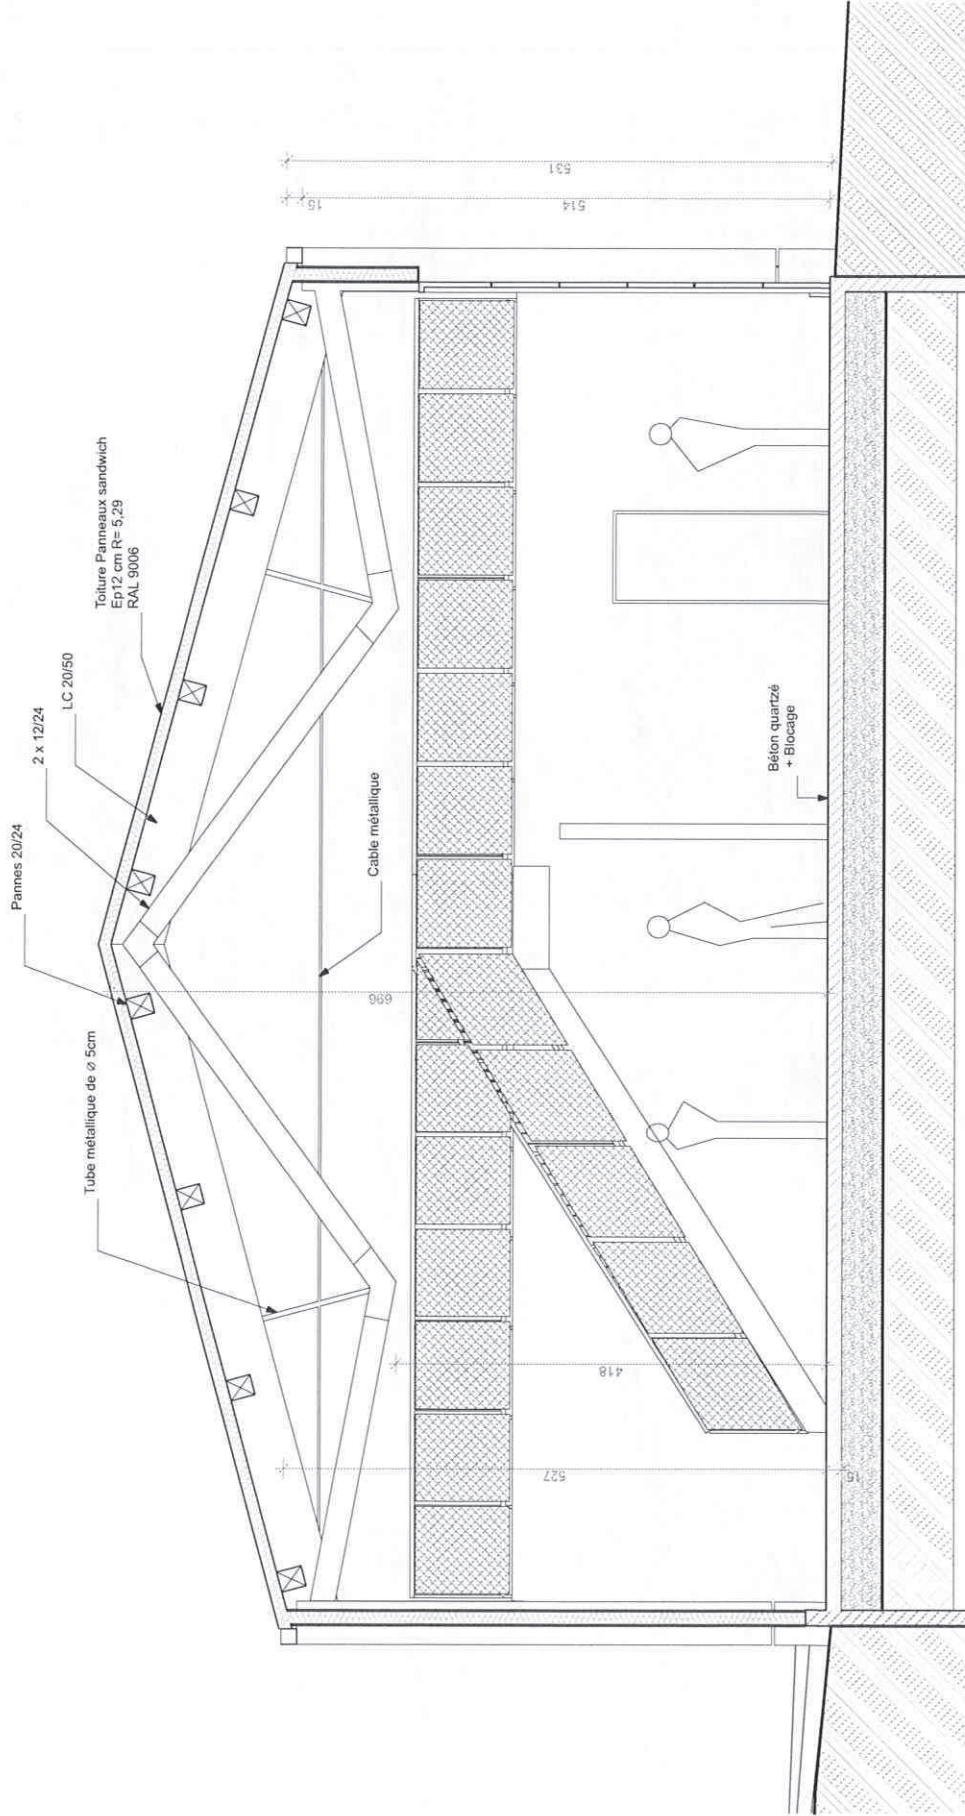 Pannes 20/24
2 x 12/24
LC 20/50
Toiture Panneaux sandwich
Ep12 cm R= 5,29
RAL 9006
Tube métallique de ø 5cm
Cable métallique
Béton quartzé
+ Blocage
15
531
514
696
418
527
15